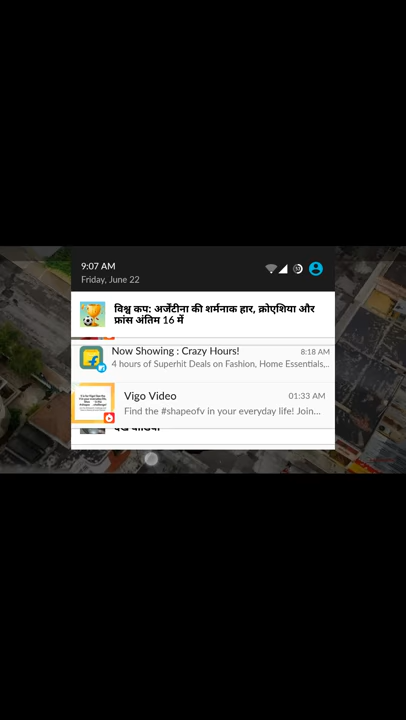 9:07 AM
Friday, June 22
विश्व कप: अर्जेंटीना की शर्मनाक हार, क्रोएशिया और
फ्रांस अंतिम 16 में
Now Showing : Crazy Hours!
8:18 AM
4 hours of Superhit Deals on Fashion, Home Essentials,..
Vigo Video
01:33 AM
Find the #shapeofv in your everyday life! Join...